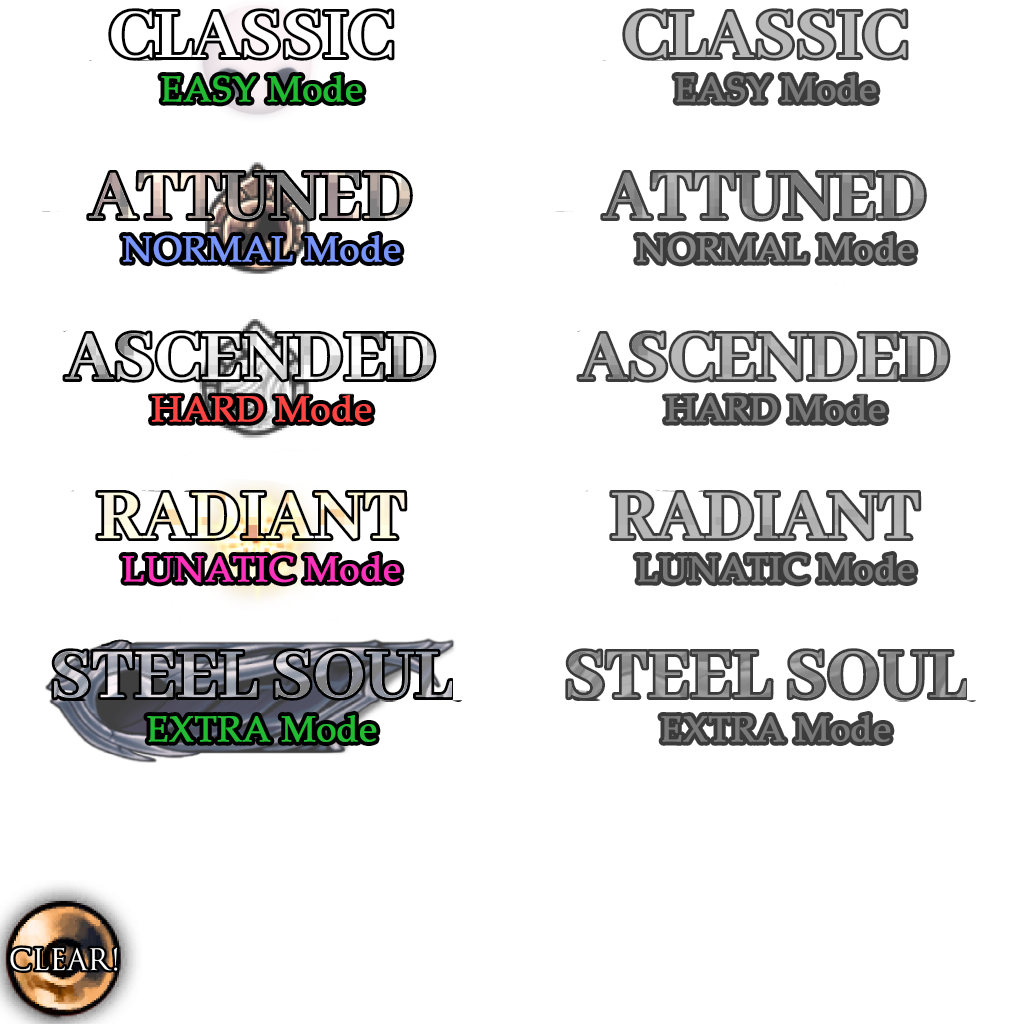 CLASSIC
EASY Mode
CLASSIC
EASY Mode
ATTUNED
NORMAL Mode
ATTUNED
NORMAL Mode
ASCENDED
HARD Mode
ASCENDED
HARD Mode
RADIANT
LUNATIC Mode
RADIANT
LUNATIC Mode
STEEL SOUL
EXTRA Mode
STEEL SOUL
EXTRA Mode
CLEAR!